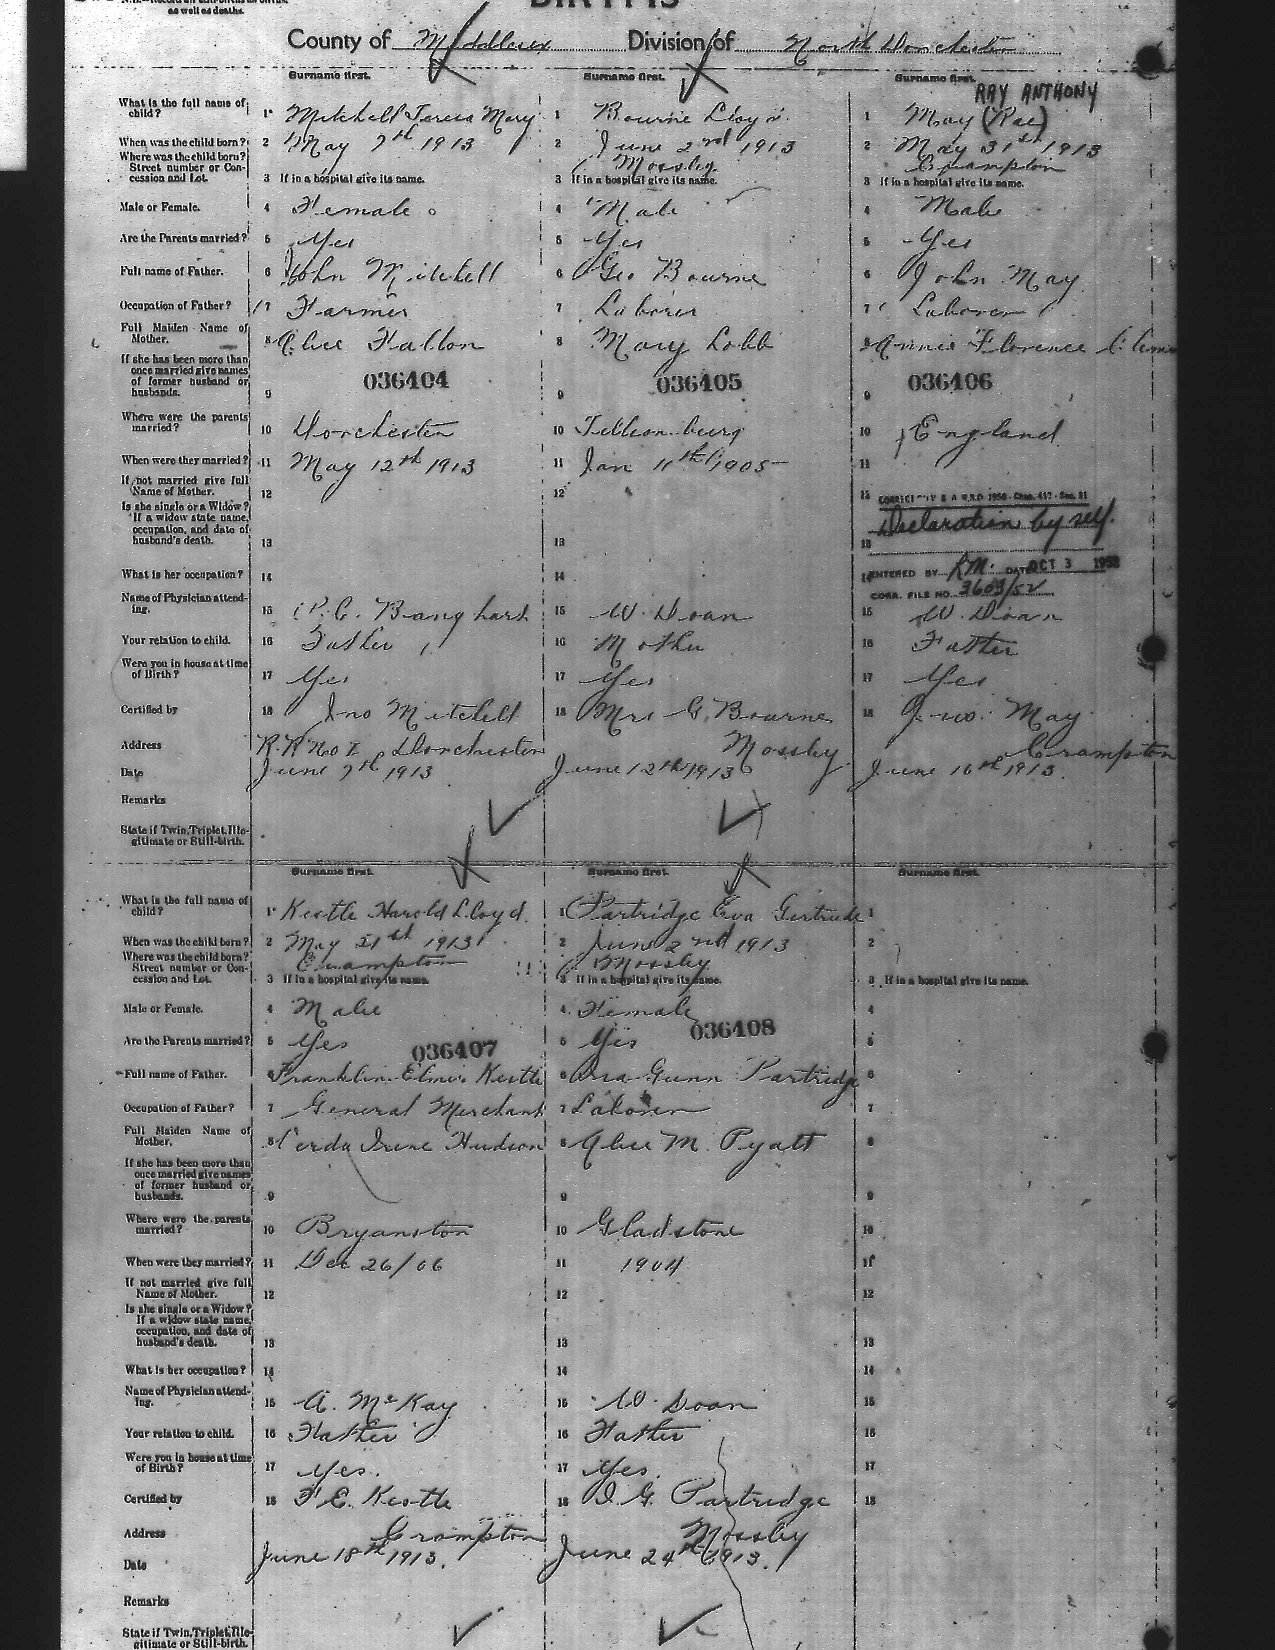 as well as deaths.
BIRTHS
County of Middlesex Division of North Dorchester
Surname first. Surname first. Surname first.
RAY ANTHONY
What is the full name of child? 1 Mitchell Teresa Mary 1 Bourne Lloyd 1 May (Rae)
When was the child born? 2 May 7th 1913 2 June 2nd 1913 2 May 31st 1913
Where was the child born? Mossley Crampton
Street number or Concession and Lot. 3 If in a hospital give its name. 3 If in a hospital give its name. 3 If in a hospital give its name.
Male or Female. 4 Female 4 Male 4 Male
Are the Parents married? 5 Yes 5 Yes 5 Yes
Full name of Father. 6 John Mitchell 6 Geo Bourne 6 John May
Occupation of Father? 7 Farmer 7 Laborer 7 Laborer
Full Maiden Name of Mother. 8 Alice Fallon 8 Mary Lobb 8 Annie Florence
If she has been more than once married give names of former husband or husbands. 9 036404 9 036405 9 036406
Where were the parents married? 10 Dorchester 10 Tillsonburg 10 England
When were they married? 11 May 12th 1913 11 Jan 11th 1905 11
If not married give full Name of Mother. 12 12 12
Is she single or a Widow? If a widow state name, occupation, and date of husband's death. 13 13 13 Declaration by self.
What is her occupation? 14 14 14 ENTERED BY R.M. DATE OCT 3
CORR. FILE NO. 3603/52
Name of Physician attending. 15 Banghart 15 W. Doan 15 W. Doan
Your relation to child. 16 Father 16 Mother 16 Father
Were you in house at time of Birth? 17 Yes 17 Yes 17 Yes
Certified by 18 Jno Mitchell 18 Mrs G. Bourne 18 Jno. May
Address R.R No 2 Dorchester Mossley Crampton
Date June 7th 1913 June 12th 1913 June 16th 1913.
Remarks
State if Twin, Triplet, Illegitimate or Still-birth.
Surname first. Surname first. Surname first.
What is the full name of child? 1 Kestle Harold Lloyd 1 Partridge Eva Gertrude 1
When was the child born? 2 May 31st 1913 2 June 2nd 1913 2
Where was the child born? Crampton Mossley
Street number or Concession and Lot. 3 If in a hospital give its name. 3 If in a hospital give its name. 3 If in a hospital give its name.
Male or Female. 4 Male 4 Female 4
Are the Parents married? 5 Yes 036407 5 Yes 036408 5
Full name of Father. 6 Franklin Elmer Kestle 6 Gunn Partridge 6
Occupation of Father? 7 General Merchant 7 Laborer 7
Full Maiden Name of Mother. 8 Irene Hudson 8 Alice M. Pyatt 8
If she has been more than once married give names of former husband or husbands. 9 9 9
Where were the parents married? 10 Bryanston 10 Gladstone 10
When were they married? 11 Dec 26/06 11 1904 11
If not married give full Name of Mother. 12 12 12
Is she single or a Widow? If a widow state name, occupation, and date of husband's death. 13 13 13
What is her occupation? 14 14 14
Name of Physician attending. 15 A. McKay 15 W. Doan 15
Your relation to child. 16 Father 16 Father 16
Were you in house at time of Birth? 17 Yes. 17 Yes. 17
Certified by 18 F E. Kestle 18 G. Partridge 18
Address Crampton Mossley
Date June 18th 1913. June 24th 1913.
Remarks
State if Twin, Triplet, Illegitimate or Still-birth.